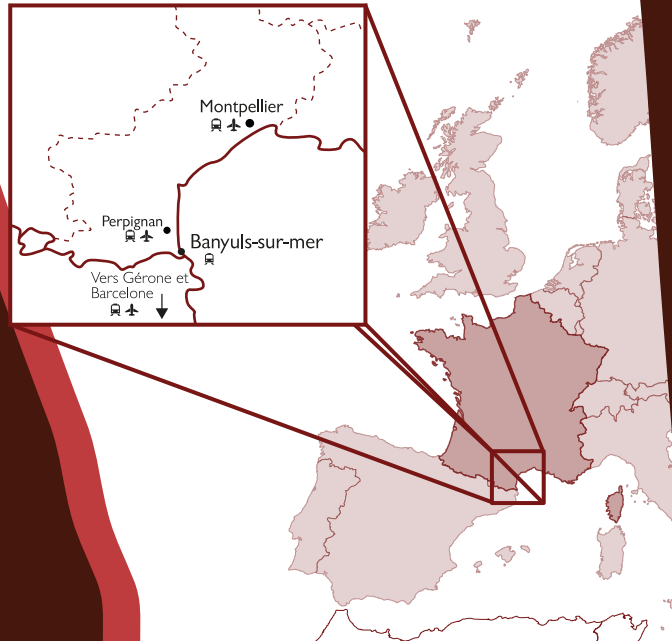 Montpellier
Perpignan
Banyuls-sur-mer
Vers Gérone et
Barcelone